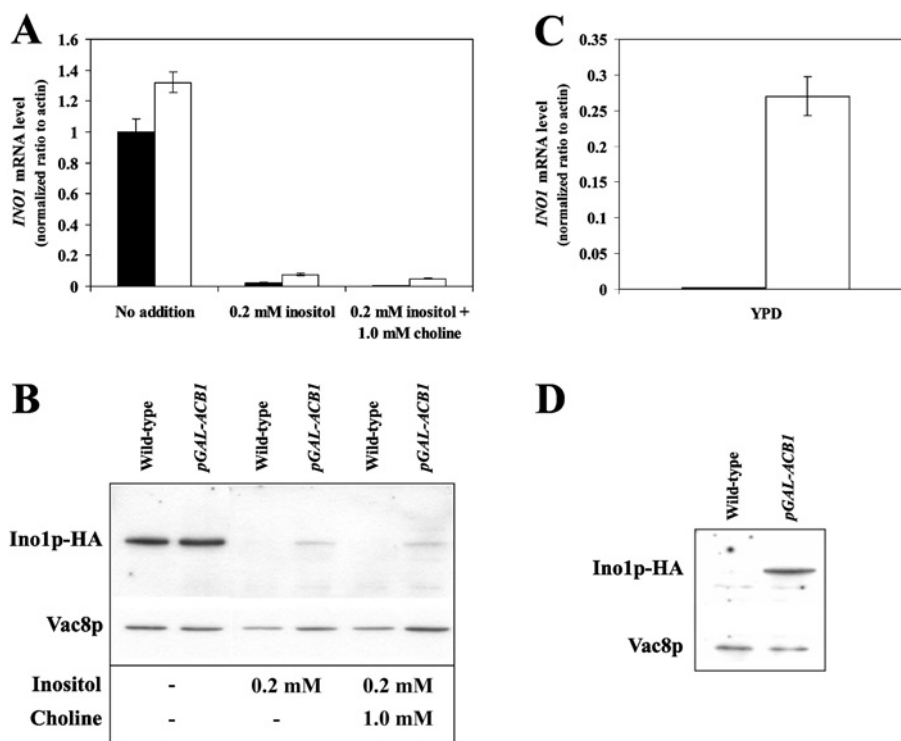 A
INO1 mRNA level
(normalized ratio to actin)
1.6
1.4
1.2
1
0.8
0.6
0.4
0.2
0
No addition
0.2 mM inositol
0.2 mM inositol +
1.0 mM choline
C
INO1 mRNA level
(normalized ratio to actin)
0.35
0.3
0.25
0.2
0.15
0.1
0.05
0
YPD
B
Wild-type
pGAL-ACB1
Wild-type
pGAL-ACB1
Wild-type
pGAL-ACB1
Ino1p-HA
Vac8p
Inositol - 0.2 mM 0.2 mM
Choline - - 1.0 mM
D
Wild-type
pGAL-ACB1
Ino1p-HA
Vac8p